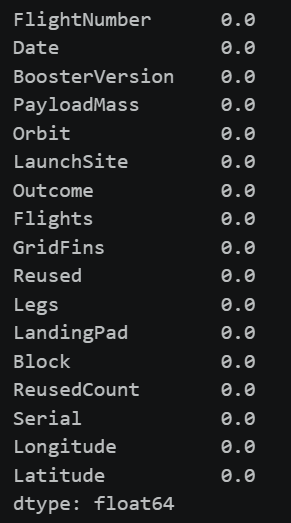 FlightNumber 0.0
Date 0.0
BoosterVersion 0.0
PayloadMass 0.0
Orbit 0.0
LaunchSite 0.0
Outcome 0.0
Flights 0.0
GridFins 0.0
Reused 0.0
Legs 0.0
LandingPad 0.0
Block 0.0
ReusedCount 0.0
Serial 0.0
Longitude 0.0
Latitude 0.0
dtype: float64